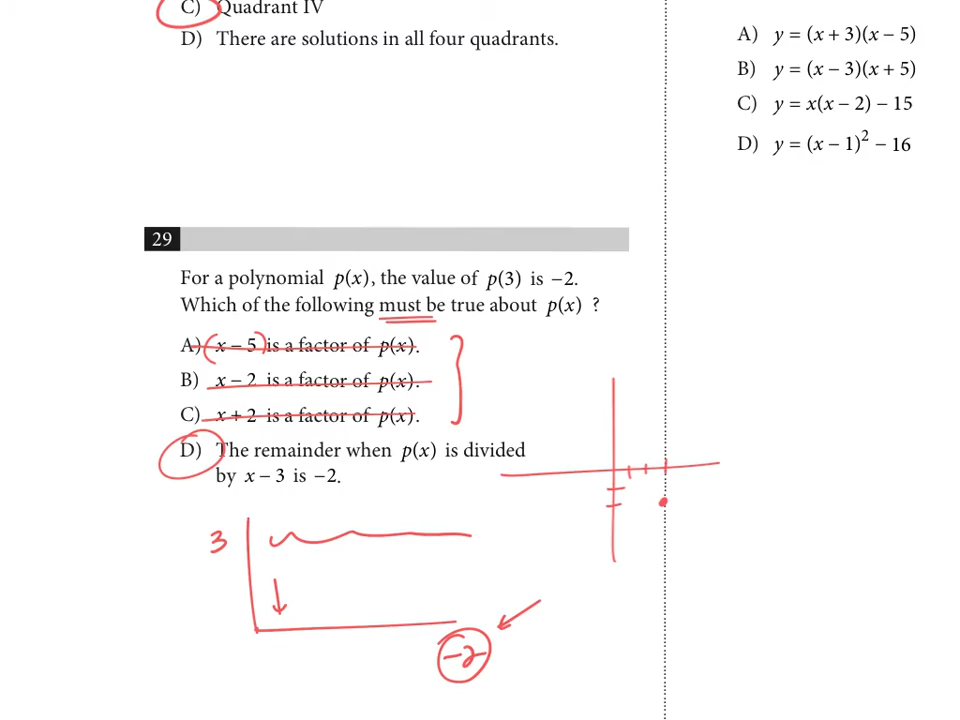 C) Quadrant IV
D) There are solutions in all four quadrants.
29
For a polynomial p(x), the value of p(3) is −2.
Which of the following must be true about p(x) ?
A) x − 5 is a factor of p(x).
B) x − 2 is a factor of p(x).
C) x + 2 is a factor of p(x).
D) The remainder when p(x) is divided
by x − 3 is −2.
3
−2
A) y = (x + 3)(x − 5)
B) y = (x − 3)(x + 5)
C) y = x(x − 2) − 15
D) y = (x − 1)² − 16